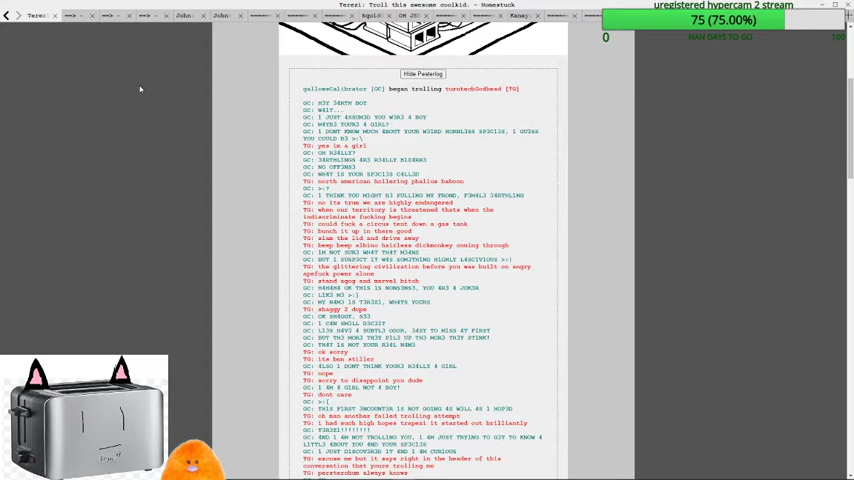 Terezi: Troll this awesome coolkid. - Homestuck
unregistered hypercam 2 stream
Terez:
==> -
Troll
==> -
John:
John:
Squid
OH JE
Kanay
75 (75.00%)
0
NAN DAYS TO GO
100
Hide Pesterlog
gallowsCalibrator [GC] began trolling turntechGodhead [TG]
GC: H3Y 34RTH BOY
GC: W41T...
GC: 1 JUST 4SSUM3D YOU W3R3 4 BOY
GC: M4YB3 YOUR3 4 G1RL?
GC: 1 DONT KNOW MUCH 4BOUT YOUR W31RD HORNL3SS SP3C13S, 1 GU3SS
YOU COULD B3 >:\
TG: yes im a girl
GC: OH R34LLY?
GC: 34RTHL1NGS 4R3 R34LLY B1Z4RR3
GC: NO OFF3NS3
GC: WH4T 1S YOUR SP3C13S C4LL3D
TG: north american hollering phallus baboon
GC: >:?
GC: 1 TH1NK YOU M1GHT B3 PULL1NG MY FROND, F3M4L3 34RTHL1NG
TG: no its true we are highly endangered
TG: when our territory is threatened thats when the
indiscriminate fucking begins
TG: could fuck a circus tent down a gas tank
TG: bunch it up in there good
TG: slam the lid and drive away
TG: beep beep albino hairless dickmonkey coming through
GC: 1M NOT SUR3 WH4T TH4T M34NS
GC: BUT 1 SUSP3CT 1T W4S SOM3TH1NG H1GHLY L4SC1V1OUS >:|
TG: the glittering civilization before you was built on angry
apefuck power alone
TG: stand agog and marvel bitch
GC: H4H4H4 OK TH1S 1S NONS3NS3, YOU 4R3 4 JOK3R
GC: L1K3 M3 >:]
GC: MY N4M3 1S T3R3Z1, WH4TS YOURS
TG: shaggy 2 dope
GC: OK SH4GGY, S33
GC: 1 C4N SM3LL D3C31T
GC: L13S H4V3 4 SUBTL3 ODOR, 34SY TO M1SS 4T F1RST
GC: BUT TH3 MOR3 TH3Y P1L3 UP TH3 MOR3 TH3Y ST1NK!
GC: TH4T 1S NOT YOUR R34L N4M3
TG: ok sorry
TG: its ben stiller
GC: 4LSO 1 DONT TH1NK YOUR3 R34LLY 4 G1RL
TG: nope
TG: sorry to disappoint you dude
GC: 1 4M 4 G1RL NOT 4 BOY!
TG: dont care
GC: >:[
GC: TH1S F1RST 3NCOUNT3R 1S NOT GO1NG 4S W3LL 4S 1 HOP3D
TG: oh man another failed trolling attempt
TG: i had such high hopes trapezi it started out brilliantly
GC: T3R3Z1!!!!!!!!
GC: 4ND 1 4M NOT TROLL1NG YOU, 1 4M JUST TRY1NG TO G3T TO KNOW 4
L1TTL3 4BOUT YOU 4ND YOUR SP3C13S
GC: 1 JUST D1SCOV3R3D 1T 4ND 1 4M CUR1OUS
TG: excuse me but it says right in the header of this
conversation that youre trolling me
TG: persterchum always knows